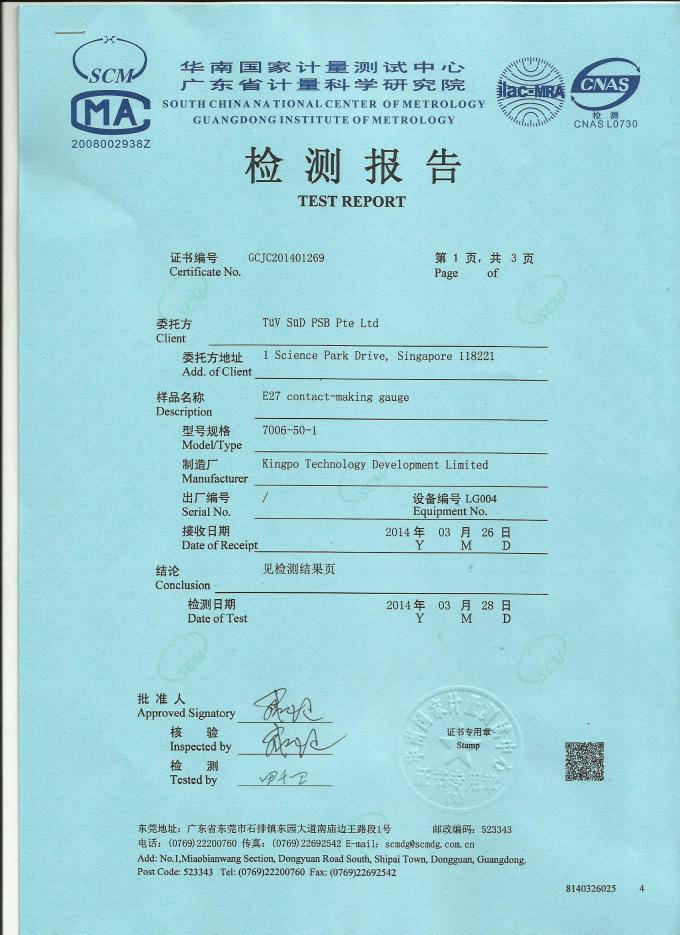 SCM
华南国家计量测试中心
广东省计量科学研究院
SOUTH CHINA NATIONAL CENTER OF METROLOGY
GUANGDONG INSTITUTE OF METROLOGY
MA
2008002938Z
ilac-MRA
CNAS
检测
CNAS L0730
检测报告
TEST REPORT
证书编号 GCJC201401269 第 1 页, 共 3 页
Certificate No. Page of
委托方 TüV SüD PSB Pte Ltd
Client
委托方地址 1 Science Park Drive, Singapore 118221
Add. of Client
样品名称 E27 contact-making gauge
Description
型号规格 7006-50-1
Model/Type
制造厂 Kingpo Technology Development Limited
Manufacturer
出厂编号 / 设备编号 LG004
Serial No. Equipment No.
接收日期 2014 年 03 月 26 日
Date of Receipt Y M D
结论 见检测结果页
Conclusion
检测日期 2014 年 03 月 28 日
Date of Test Y M D
批准人
Approved Signatory
核验
Inspected by
检测
Tested by
证书专用章
Stamp
东莞地址: 广东省东莞市石排镇东园大道南庙边王路段1号 邮政编码: 523343
电话: (0769)22200760 传真: (0769)22692542 E-mail: scmdg@scmdg.com.cn
Add: No.1,Miaobianwang Section, Dongyuan Road South, Shipai Town, Dongguan, Guangdong.
Post Code: 523343 Tel: (0769)22200760 Fax: (0769)22692542
8140326025 4